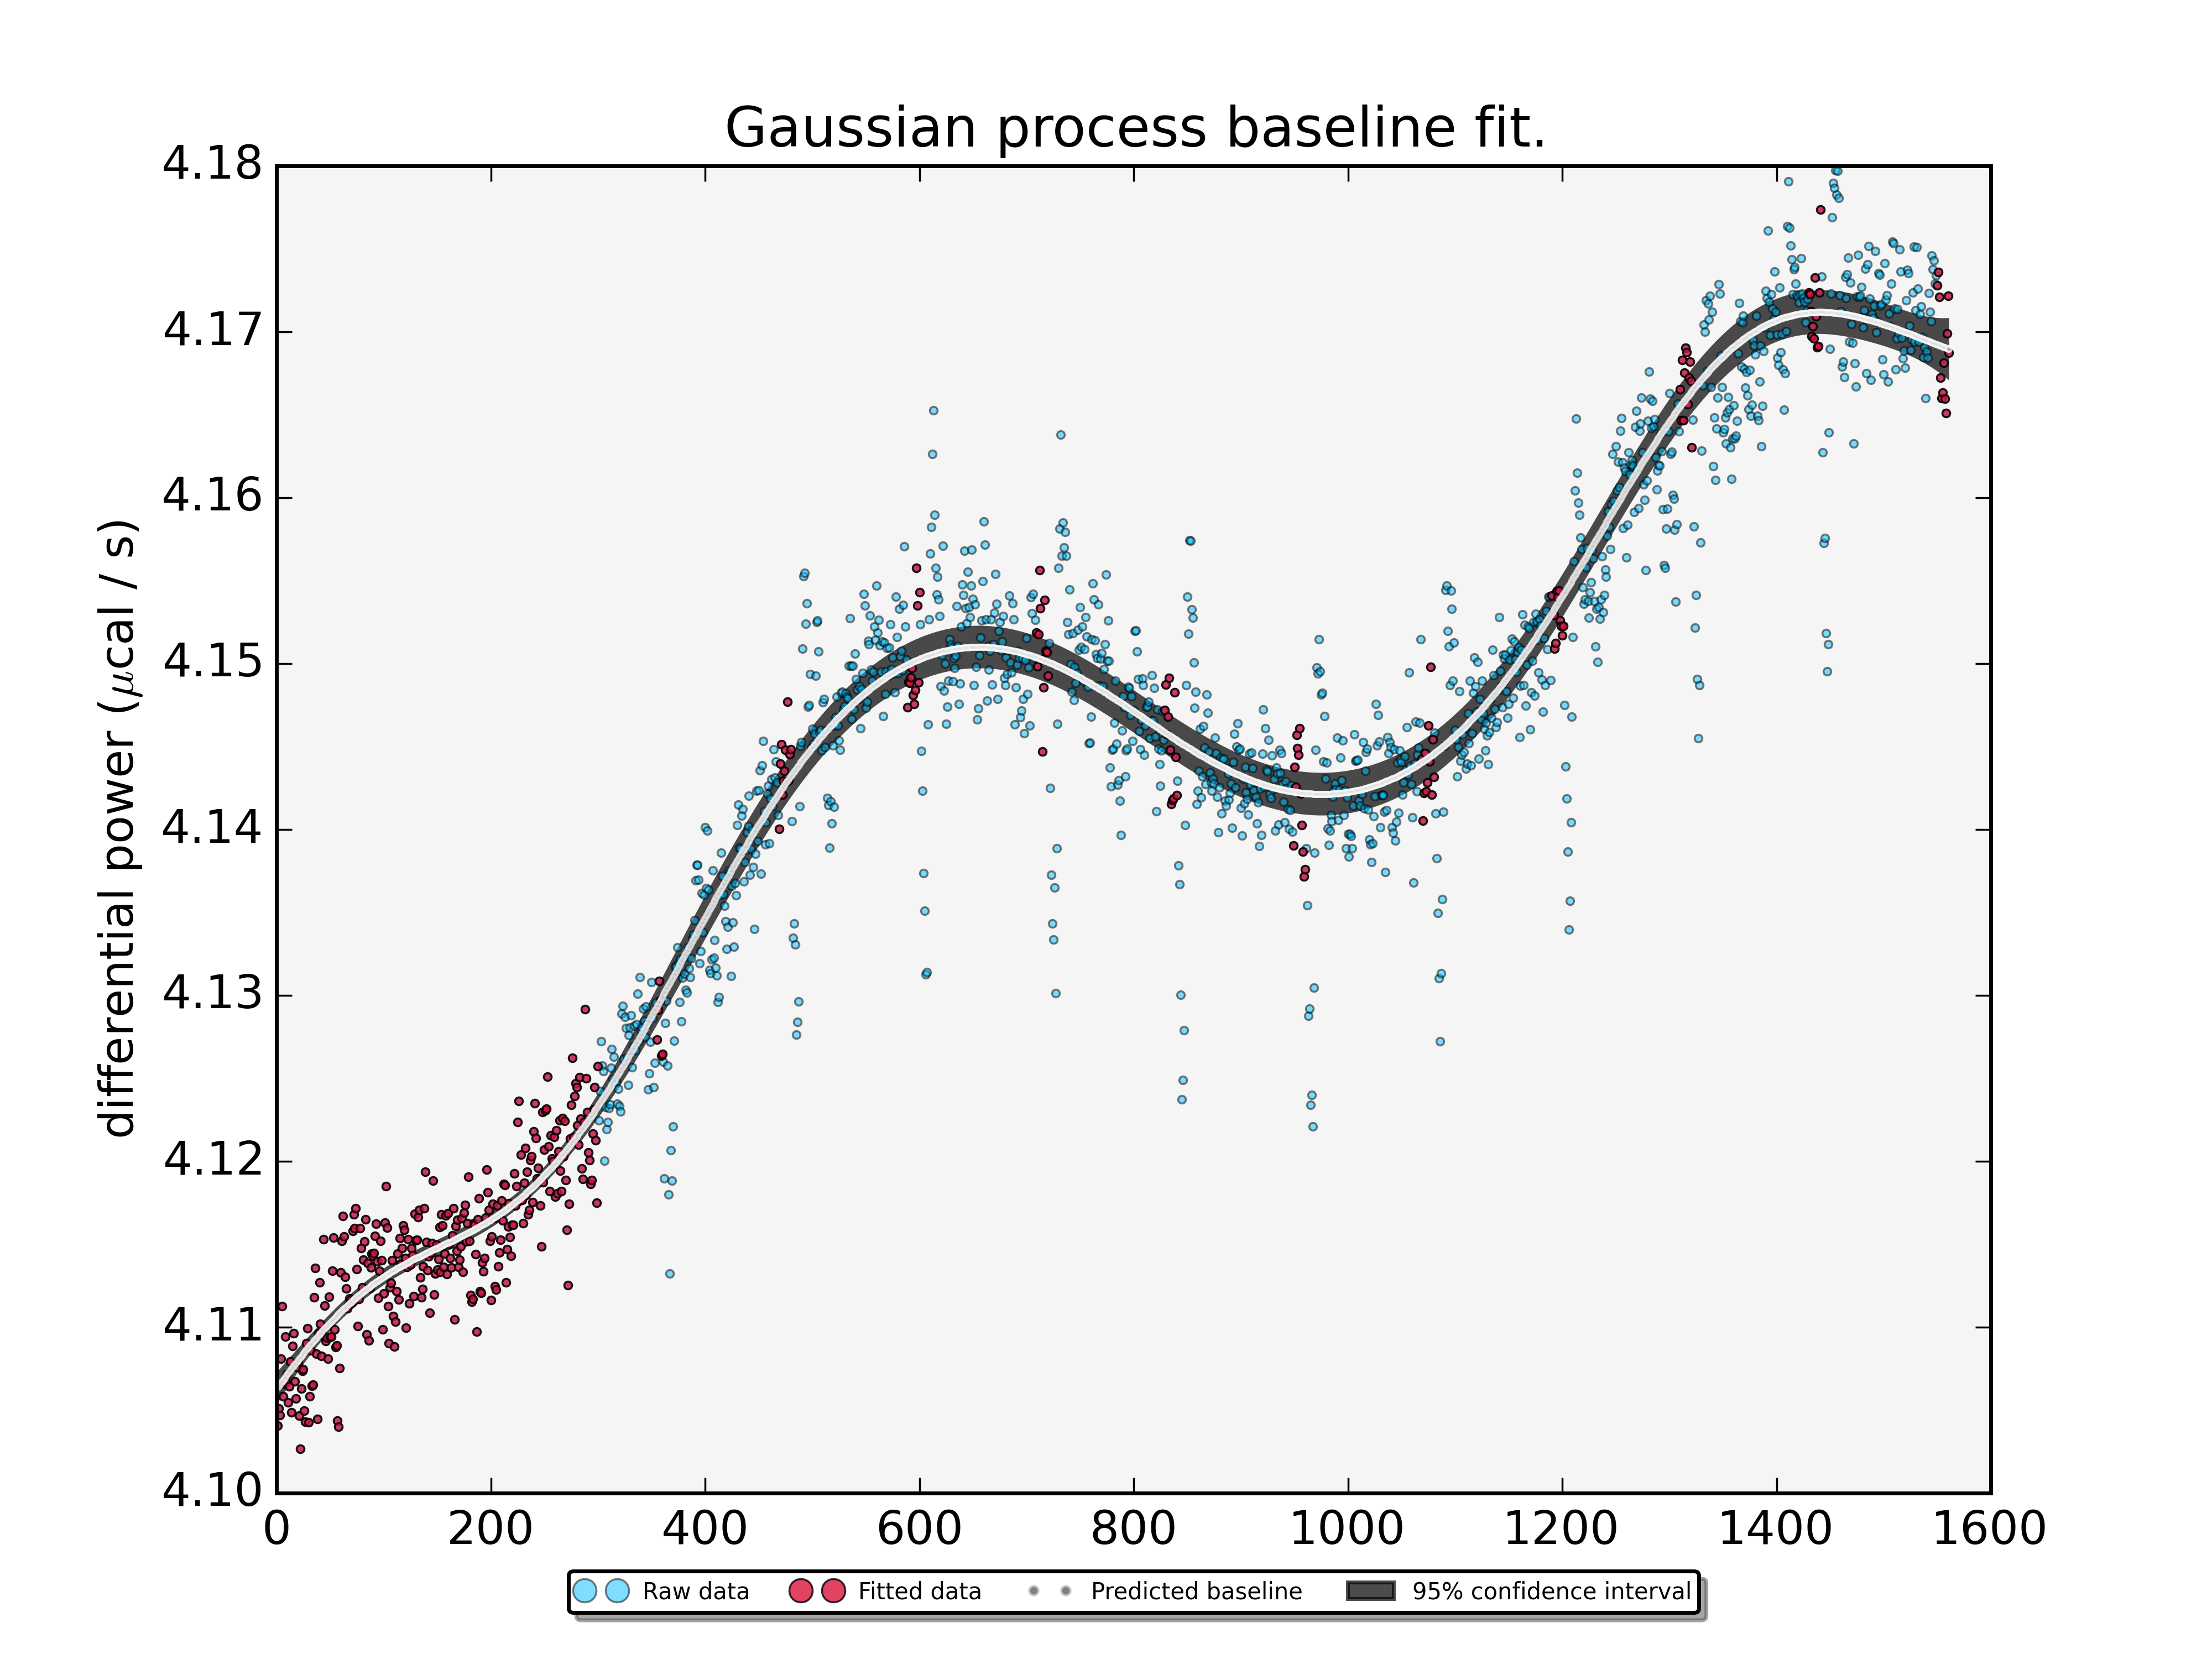 Gaussian process baseline fit.
4.18
4.17
4.16
4.15
4.14
4.13
4.12
4.11
4.10
differential power (μcal / s)
0 200 400 600 800 1000 1200 1400 1600
Raw data Fitted data Predicted baseline 95% confidence interval